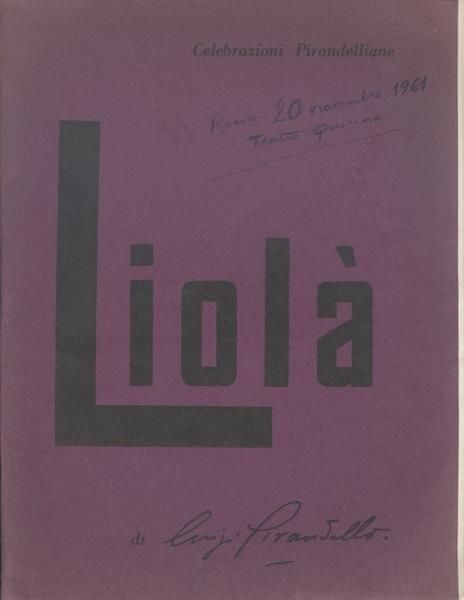 Celebrazioni Pirandelliane
Roma - 20 novembre 1961
Teatro Quirino
Liolà
di Luigi Pirandello.